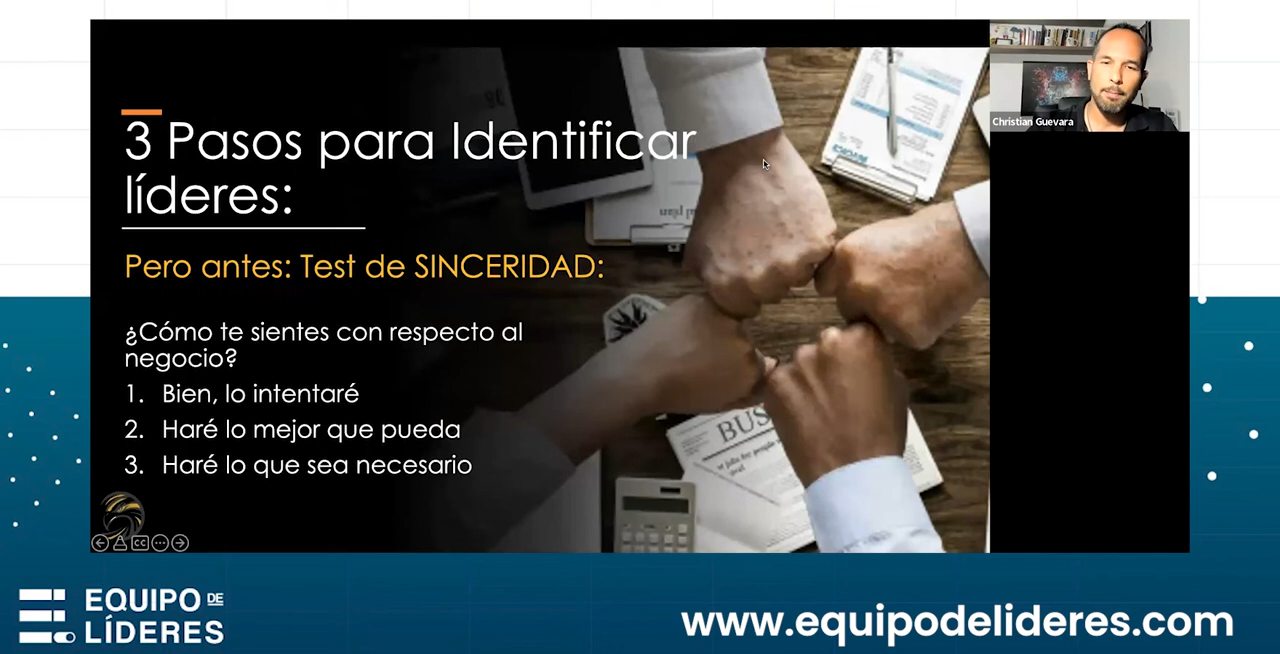 3 Pasos para Identificar
líderes:
Pero antes: Test de SINCERIDAD:
¿Cómo te sientes con respecto al
negocio?
1. Bien, lo intentaré
2. Haré lo mejor que pueda
3. Haré lo que sea necesario
Christian Guevara
BUS
CC
EQUIPO DE
LÍDERES
www.equipodelideres.com